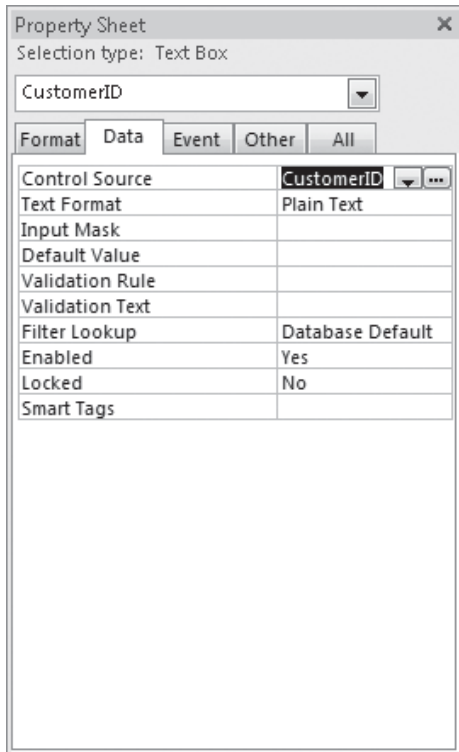 Property Sheet
Selection type: Text Box
CustomerID
Format Data Event Other All
Control Source CustomerID
Text Format Plain Text
Input Mask
Default Value
Validation Rule
Validation Text
Filter Lookup Database Default
Enabled Yes
Locked No
Smart Tags